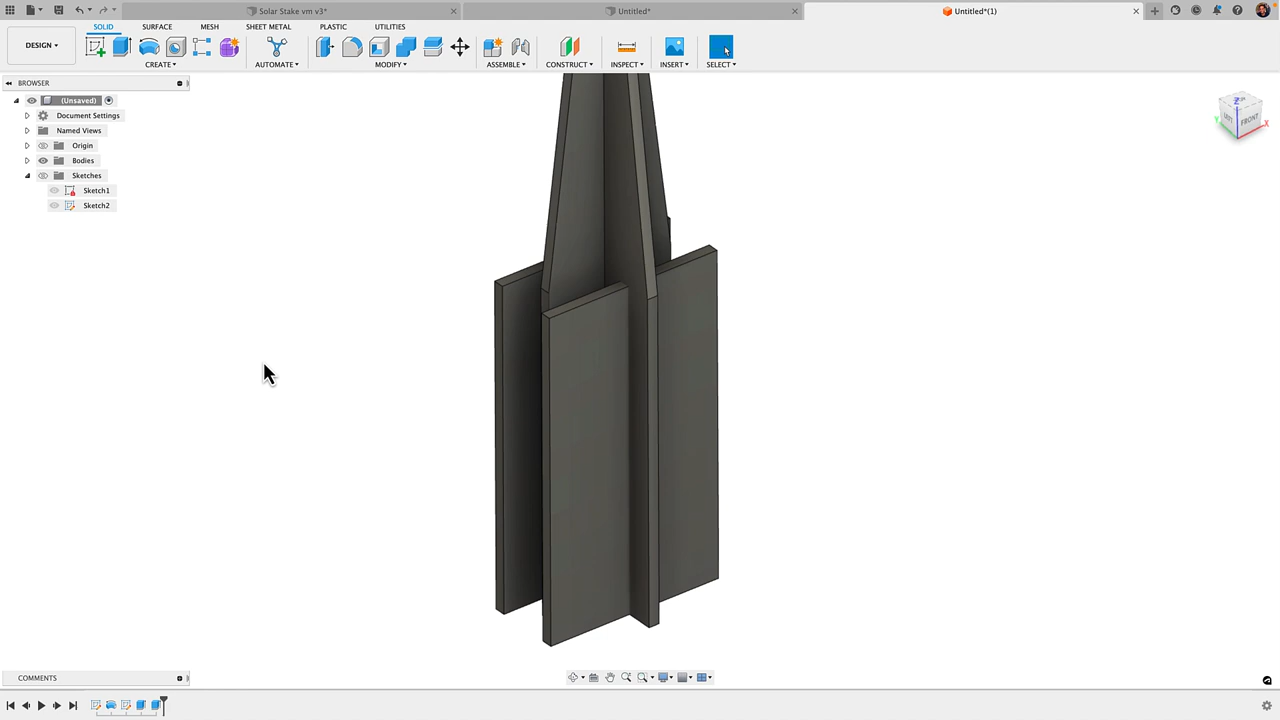 Solar Stake vm v3*
Untitled*
Untitled*(1)
DESIGN
SOLID
SURFACE
MESH
SHEET METAL
PLASTIC
UTILITIES
CREATE
AUTOMATE
MODIFY
ASSEMBLE
CONSTRUCT
INSPECT
INSERT
SELECT
BROWSER
(Unsaved)
Document Settings
Named Views
Origin
Bodies
Sketches
Sketch1
Sketch2
Z
LEFT
FRONT
Y
X
COMMENTS